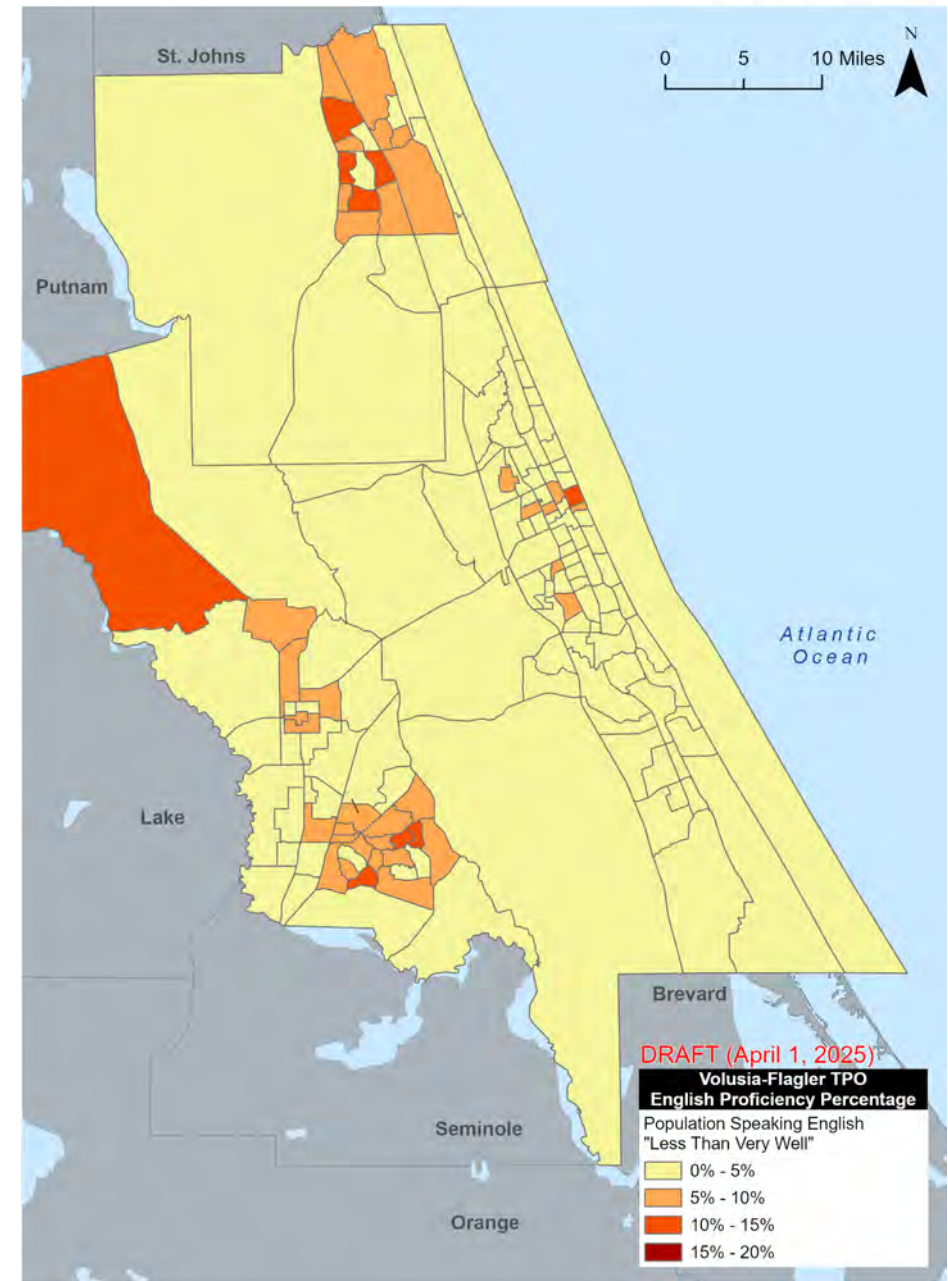 N
St. Johns
0 5 10 Miles
Putnam
Atlantic
Ocean
Lake
Brevard
DRAFT (April 1, 2025)
Volusia-Flagler TPO
English Proficiency Percentage
Population Speaking English
"Less Than Very Well"
0% - 5%
5% - 10%
10% - 15%
15% - 20%
Seminole
Orange